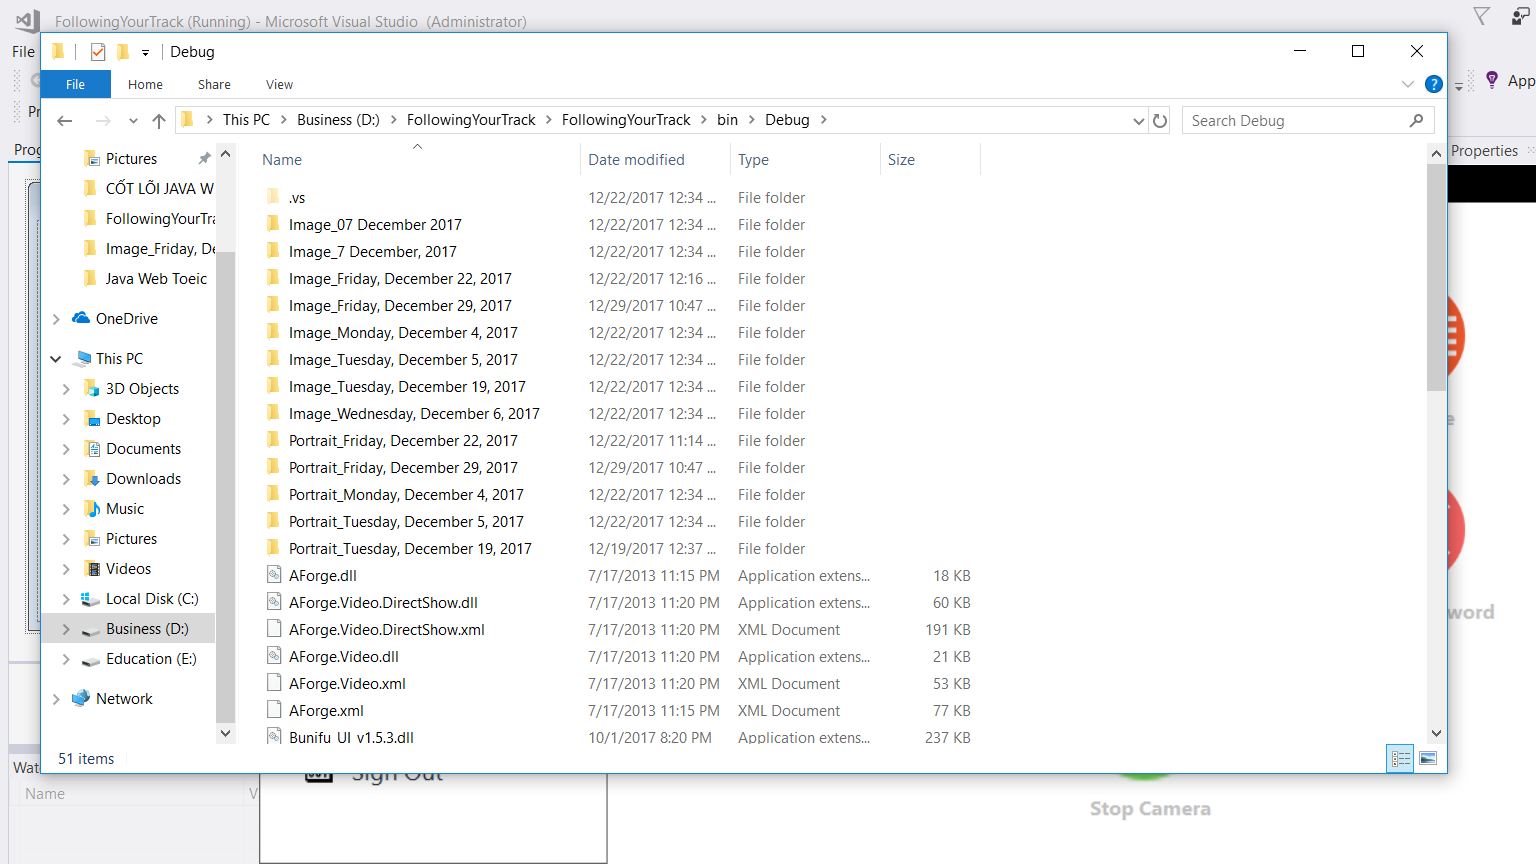 FollowingYourTrack (Running) - Microsoft Visual Studio (Administrator)
File
App
Debug
File Home Share View
?
Pr
This PC Business (D:) FollowingYourTrack FollowingYourTrack bin Debug
Search Debug
Prog
Properties
Name Date modified Type Size
Pictures
CỐT LÕI JAVA W
FollowingYourTra
Image_Friday, De
Java Web Toeic
OneDrive
This PC
3D Objects
Desktop
Documents
Downloads
Music
Pictures
Videos
Local Disk (C:)
Business (D:)
Education (E:)
Network
.vs 12/22/2017 12:34 ... File folder
Image_07 December 2017 12/22/2017 12:34 ... File folder
Image_7 December, 2017 12/22/2017 12:34 ... File folder
Image_Friday, December 22, 2017 12/22/2017 12:16 ... File folder
Image_Friday, December 29, 2017 12/29/2017 10:47 ... File folder
Image_Monday, December 4, 2017 12/22/2017 12:34 ... File folder
Image_Tuesday, December 5, 2017 12/22/2017 12:34 ... File folder
Image_Tuesday, December 19, 2017 12/22/2017 12:34 ... File folder
Image_Wednesday, December 6, 2017 12/22/2017 12:34 ... File folder
Portrait_Friday, December 22, 2017 12/22/2017 11:14 ... File folder
Portrait_Friday, December 29, 2017 12/29/2017 10:47 ... File folder
Portrait_Monday, December 4, 2017 12/22/2017 12:34 ... File folder
Portrait_Tuesday, December 5, 2017 12/22/2017 12:34 ... File folder
Portrait_Tuesday, December 19, 2017 12/19/2017 12:37 ... File folder
AForge.dll 7/17/2013 11:15 PM Application extens... 18 KB
AForge.Video.DirectShow.dll 7/17/2013 11:20 PM Application extens... 60 KB
AForge.Video.DirectShow.xml 7/17/2013 11:20 PM XML Document 191 KB
AForge.Video.dll 7/17/2013 11:20 PM Application extens... 21 KB
AForge.Video.xml 7/17/2013 11:20 PM XML Document 53 KB
AForge.xml 7/17/2013 11:15 PM XML Document 77 KB
Bunifu_UI_v1.5.3.dll 10/1/2017 8:20 PM Application extens... 237 KB
e
word
51 items
Wat
Name V
Sign Out
Stop Camera